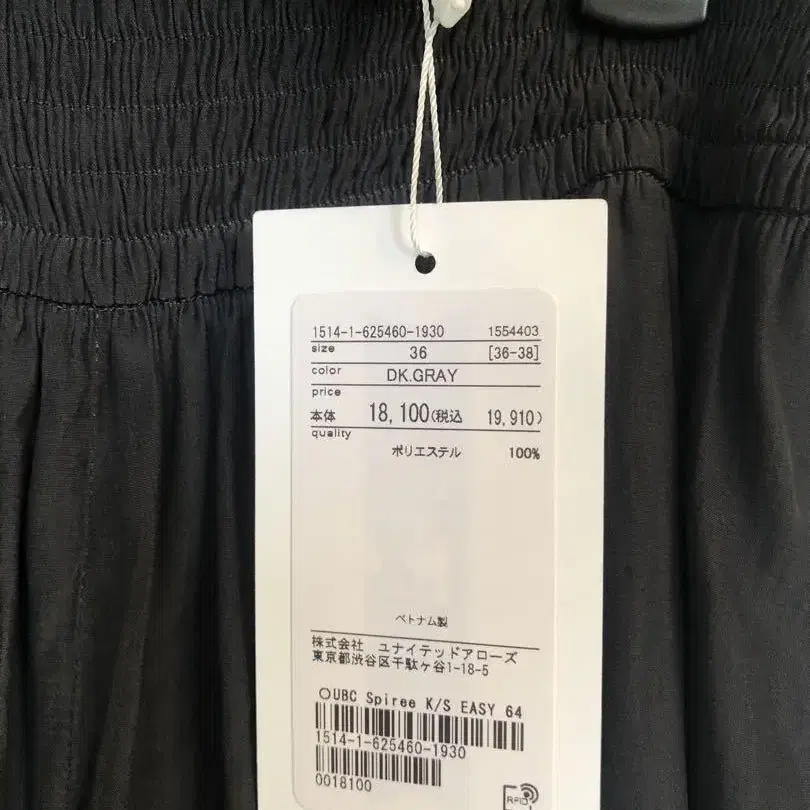 1514-1-625460-1930 1554403
size 36 [36-38]
color DK.GRAY
price
本体 18,100(税込 19,910)
quality
ポリエステル 100%
ベトナム製
株式会社 ユナイテッドアローズ
東京都渋谷区千駄ヶ谷1-18-5
○UBC Spiree K/S EASY 64
1514-1-625460-1930
0018100
RFID